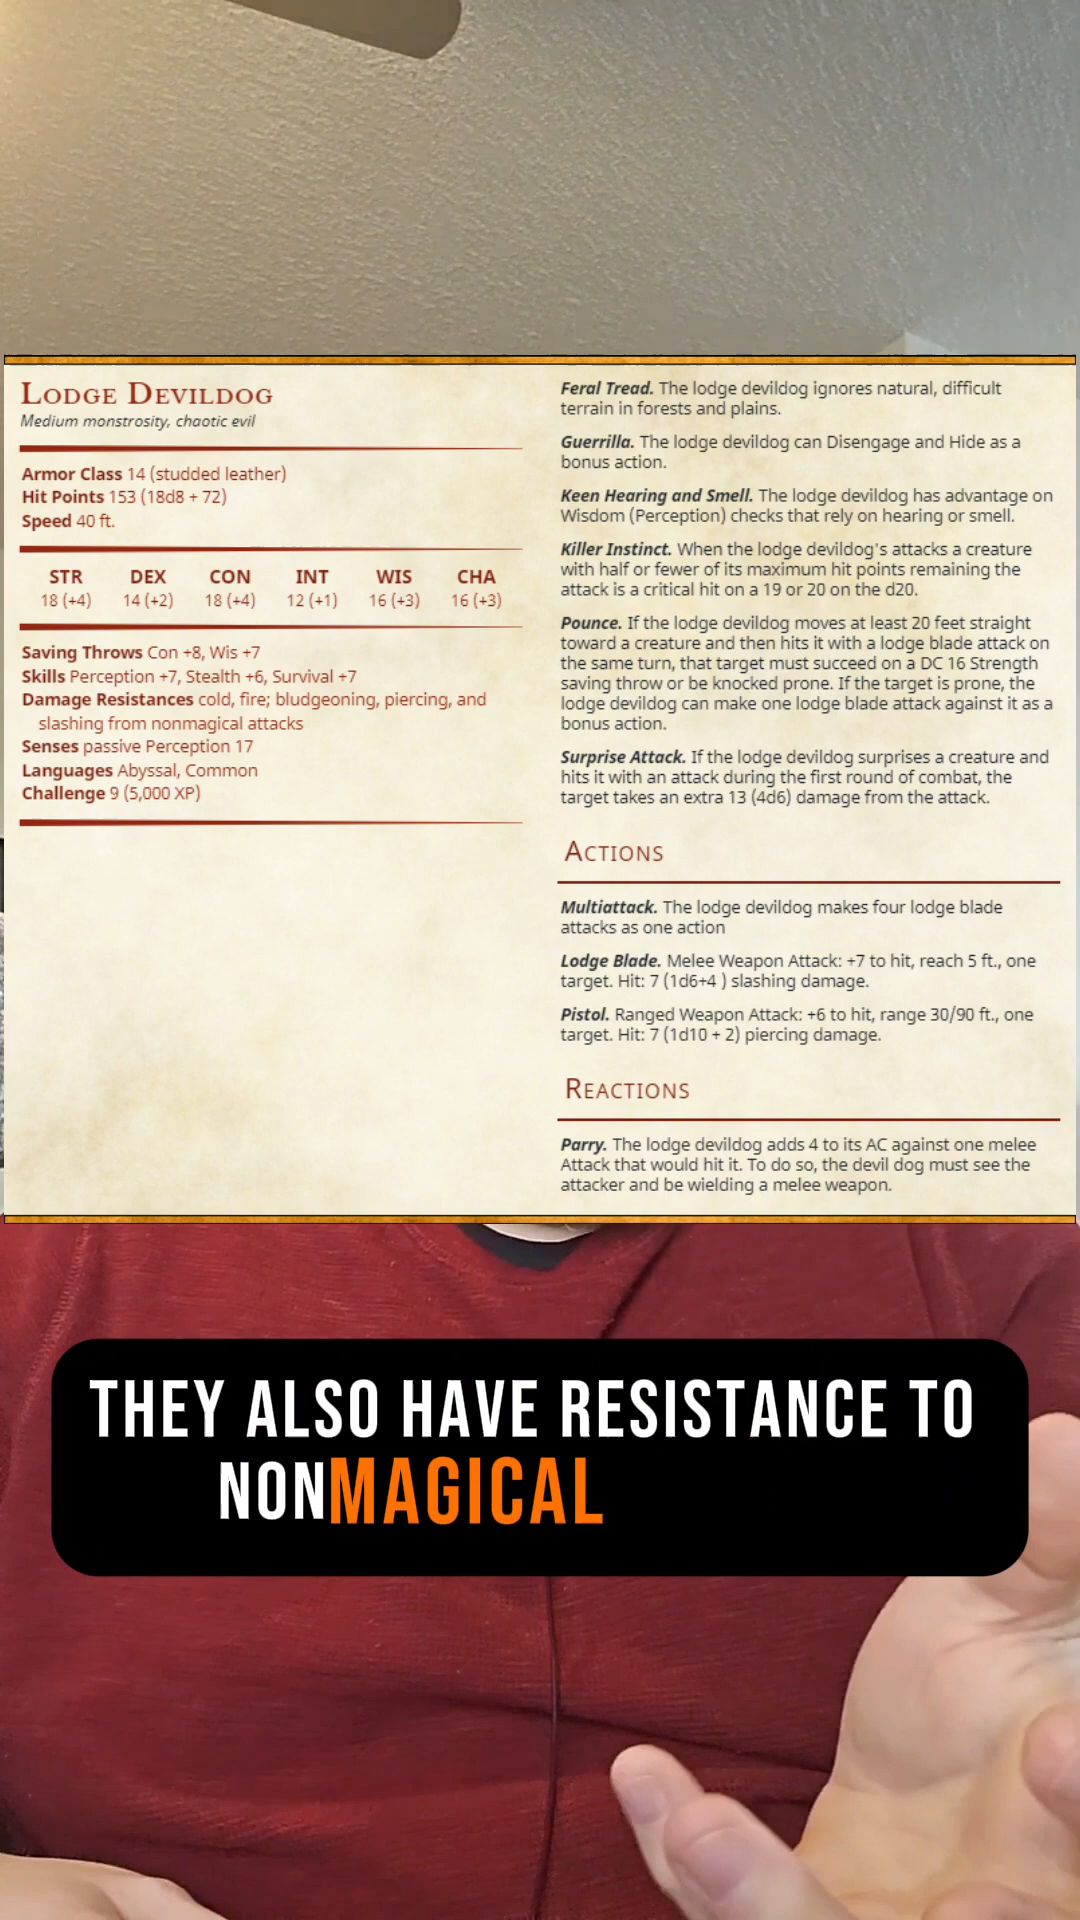 Lodge Devildog
Medium monstrosity, chaotic evil
Armor Class 14 (studded leather)
Hit Points 153 (18d8 + 72)
Speed 40 ft.
STR DEX CON INT WIS CHA
18 (+4) 14 (+2) 18 (+4) 12 (+1) 16 (+3) 16 (+3)
Saving Throws Con +8, Wis +7
Skills Perception +7, Stealth +6, Survival +7
Damage Resistances cold, fire; bludgeoning, piercing, and
slashing from nonmagical attacks
Senses passive Perception 17
Languages Abyssal, Common
Challenge 9 (5,000 XP)
Feral Tread. The lodge devildog ignores natural, difficult
terrain in forests and plains.
Guerrilla. The lodge devildog can Disengage and Hide as a
bonus action.
Keen Hearing and Smell. The lodge devildog has advantage on
Wisdom (Perception) checks that rely on hearing or smell.
Killer Instinct. When the lodge devildog's attacks a creature
with half or fewer of its maximum hit points remaining the
attack is a critical hit on a 19 or 20 on the d20.
Pounce. If the lodge devildog moves at least 20 feet straight
toward a creature and then hits it with a lodge blade attack on
the same turn, that target must succeed on a DC 16 Strength
saving throw or be knocked prone. If the target is prone, the
lodge devildog can make one lodge blade attack against it as a
bonus action.
Surprise Attack. If the lodge devildog surprises a creature and
hits it with an attack during the first round of combat, the
target takes an extra 13 (4d6) damage from the attack.
Actions
Multiattack. The lodge devildog makes four lodge blade
attacks as one action
Lodge Blade. Melee Weapon Attack: +7 to hit, reach 5 ft., one
target. Hit: 7 (1d6+4 ) slashing damage.
Pistol. Ranged Weapon Attack: +6 to hit, range 30/90 ft., one
target. Hit: 7 (1d10 + 2) piercing damage.
Reactions
Parry. The lodge devildog adds 4 to its AC against one melee
Attack that would hit it. To do so, the devil dog must see the
attacker and be wielding a melee weapon.
THEY ALSO HAVE RESISTANCE TO
NONMAGICAL